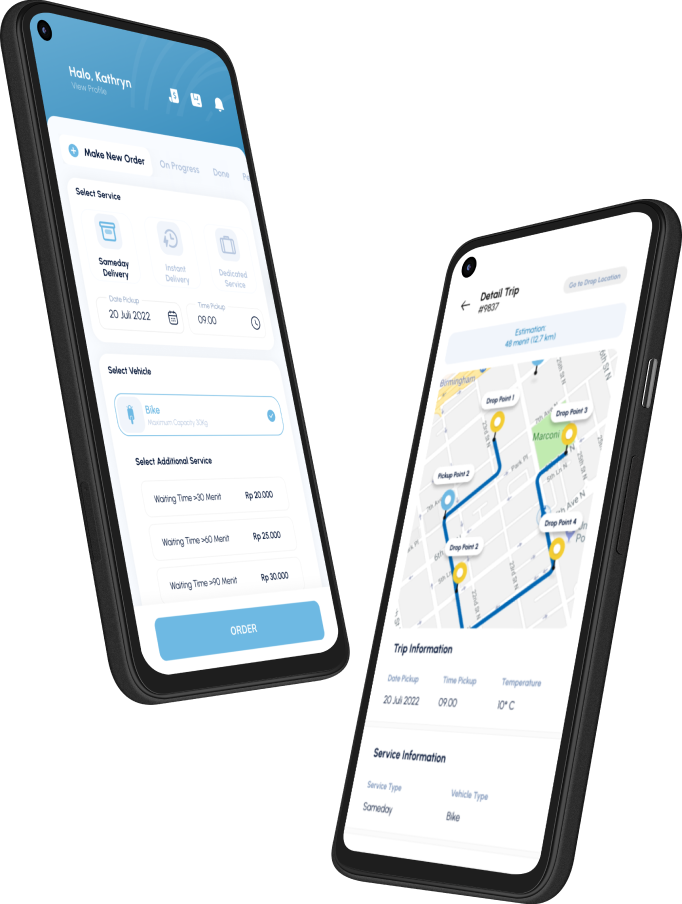 Halo, Kathryn
View Profile
Make New Order
On Progress
Done
Select Service
Sameday
Delivery
Instant
Delivery
Dedicated
Service
Date Pickup
20 Juli 2022
Time Pickup
09.00
Select Vehicle
Bike
Maximum Capacity 30Kg
Select Additional Service
Waiting Time >30 Menit
Rp 20.000
Waiting Time >60 Menit
Rp 25.000
Waiting Time >90 Menit
Rp 30.000
ORDER
Detail Trip
#9837
Go to Drop Location
Estimation:
48 menit (12,7 km)
Birmingham
Drop Point 1
Drop Point 3
Marconi
Park Pl
Pickup Point 2
Drop Point 4
Drop Point 2
Trip Information
Date Pickup
Time Pickup
Temperature
20 Juli 2022
09.00
10° C
Service Information
Service Type
Vehicle Type
Sameday
Bike